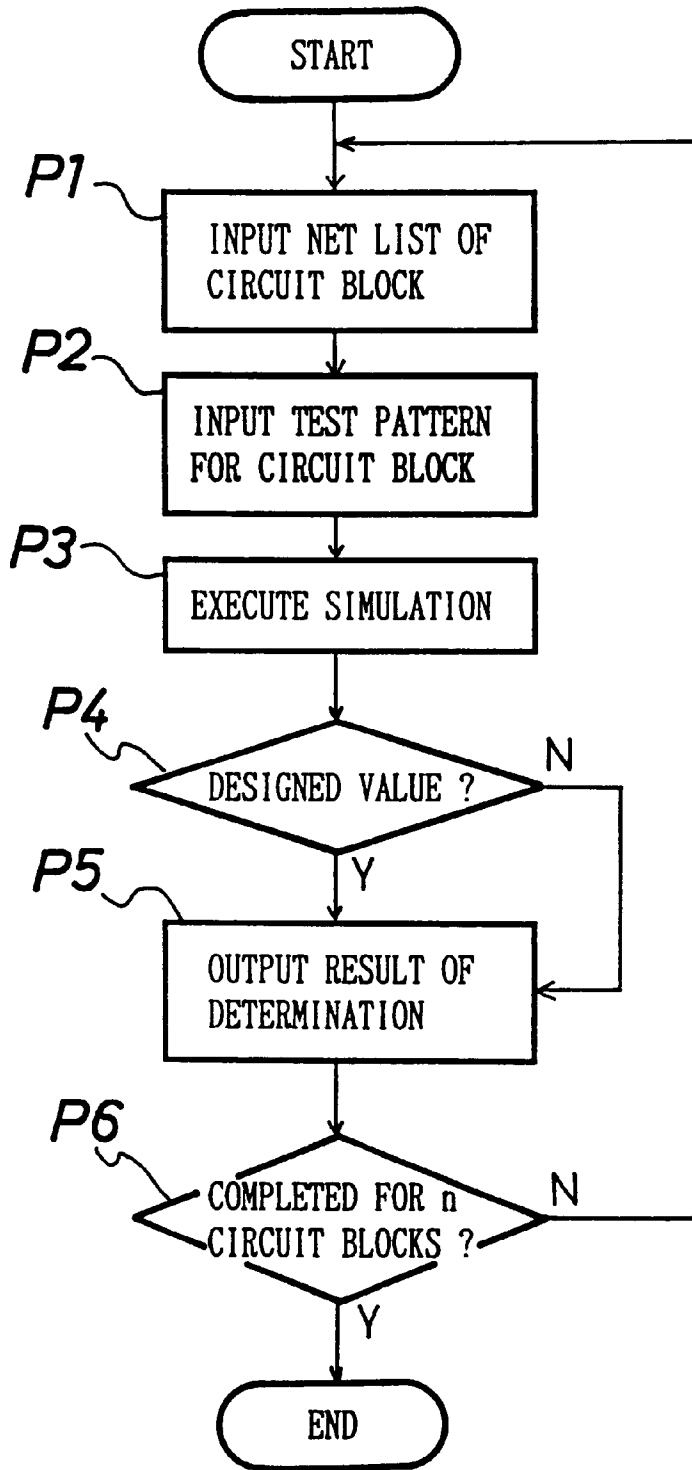 START
P1
INPUT NET LIST OF
CIRCUIT BLOCK
P2
INPUT TEST PATTERN
FOR CIRCUIT BLOCK
P3
EXECUTE SIMULATION
P4
DESIGNED VALUE ?
N
Y
P5
OUTPUT RESULT OF
DETERMINATION
P6
COMPLETED FOR n
CIRCUIT BLOCKS ?
N
Y
END